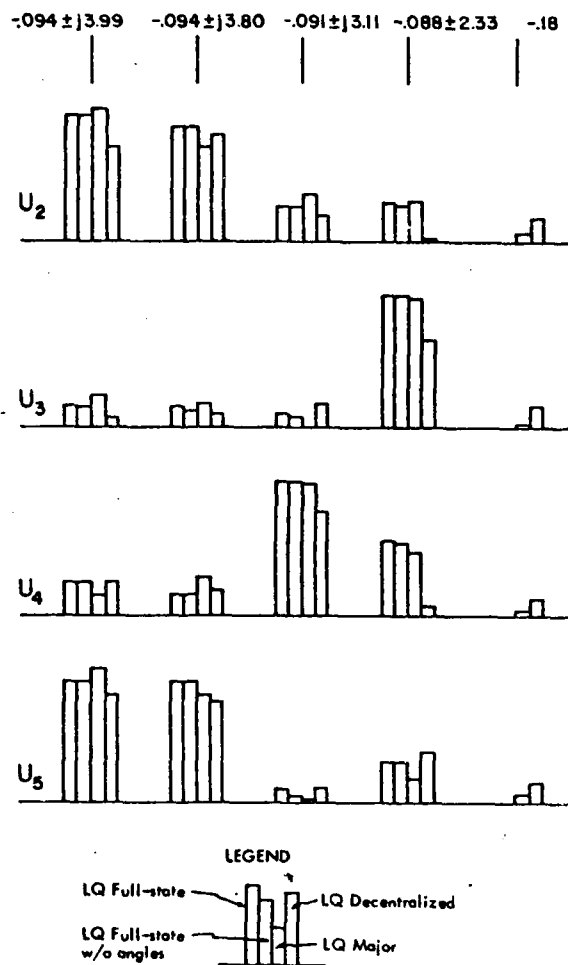 -.094 ± j3.99 -.094 ± j3.80 -.091 ± j3.11 -.088 ± 2.33 -.18
U2
U3
U4
U5
LEGEND
LQ Full-state
LQ Decentralized
LQ Full-state
w/o angles
LQ Major